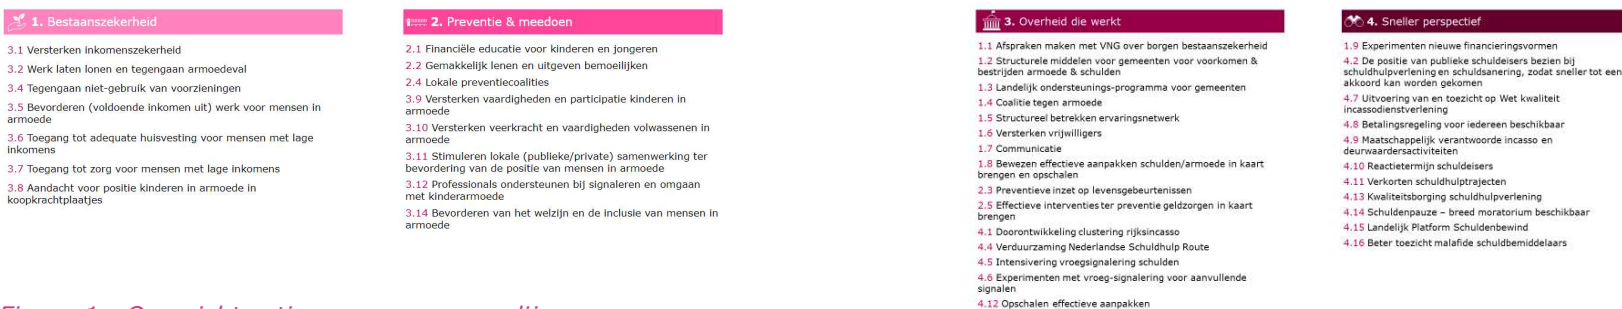 1. Bestaanszekerheid
3.1 Versterken inkomenszekerheid
3.2 Werk laten lonen en tegengaan armoedeval
3.4 Tegengaan niet-gebruik van voorzieningen
3.5 Bevorderen (voldoende inkomen uit) werk voor mensen in
armoede
3.6 Toegang tot adequate huisvesting voor mensen met lage
inkomens
3.7 Toegang tot zorg voor mensen met lage inkomens
3.8 Aandacht voor positie kinderen in armoede in
koopkrachtplaatjes
2. Preventie & meedoen
2.1 Financiële educatie voor kinderen en jongeren
2.2 Gemakkelijk lenen en uitgeven bemoeilijken
2.4 Lokale preventiecoalities
3.9 Versterken vaardigheden en participatie kinderen in
armoede
3.10 Versterken veerkracht en vaardigheden volwassenen in
armoede
3.11 Stimuleren lokale (publieke/private) samenwerking ter
bevordering van de positie van mensen in armoede
3.12 Professionals ondersteunen bij signaleren en omgaan
met kinderarmoede
3.14 Bevorderen van het welzijn en de inclusie van mensen in
armoede
3. Overheid die werkt
1.1 Afspraken maken met VNG over borgen bestaanszekerheid
1.2 Structurele middelen voor gemeenten voor voorkomen &
bestrijden armoede & schulden
1.3 Landelijk ondersteunings-programma voor gemeenten
1.4 Coalitie tegen armoede
1.5 Structureel betrekken ervaringsnetwerk
1.6 Versterken vrijwilligers
1.7 Communicatie
1.8 Bewezen effectieve aanpakken schulden/armoede in kaart
brengen en opschalen
2.3 Preventieve inzet op levensgebeurtenissen
2.5 Effectieve interventies ter preventie geldzorgen in kaart
brengen
4.1 Doorontwikkeling clustering rijksincasso
4.4 Verduurzaming Nederlandse Schuldhulp Route
4.5 Intensivering vroegsignalering schulden
4.6 Experimenten met vroeg-signalering voor aanvullende
signalen
4.12 Opschalen effectieve aanpakken
4. Sneller perspectief
1.9 Experimenten nieuwe financieringsvormen
4.2 De positie van publieke schuldeisers bezien bij
schuldhulpverlening en schuldsanering, zodat sneller tot een
akkoord kan worden gekomen
4.7 Uitvoering van en toezicht op Wet kwaliteit
incassodienstverlening
4.8 Betalingsregeling voor iedereen beschikbaar
4.9 Maatschappelijk verantwoorde incasso en
deurwaardersactiviteiten
4.10 Reactietermijn schuldeisers
4.11 Verkorten schuldhulptrajecten
4.13 Kwaliteitsborging schuldhulpverlening
4.14 Schuldenpauze – breed moratorium beschikbaar
4.15 Landelijk Platform Schuldenbewind
4.16 Beter toezicht malafide schuldbemiddelaars